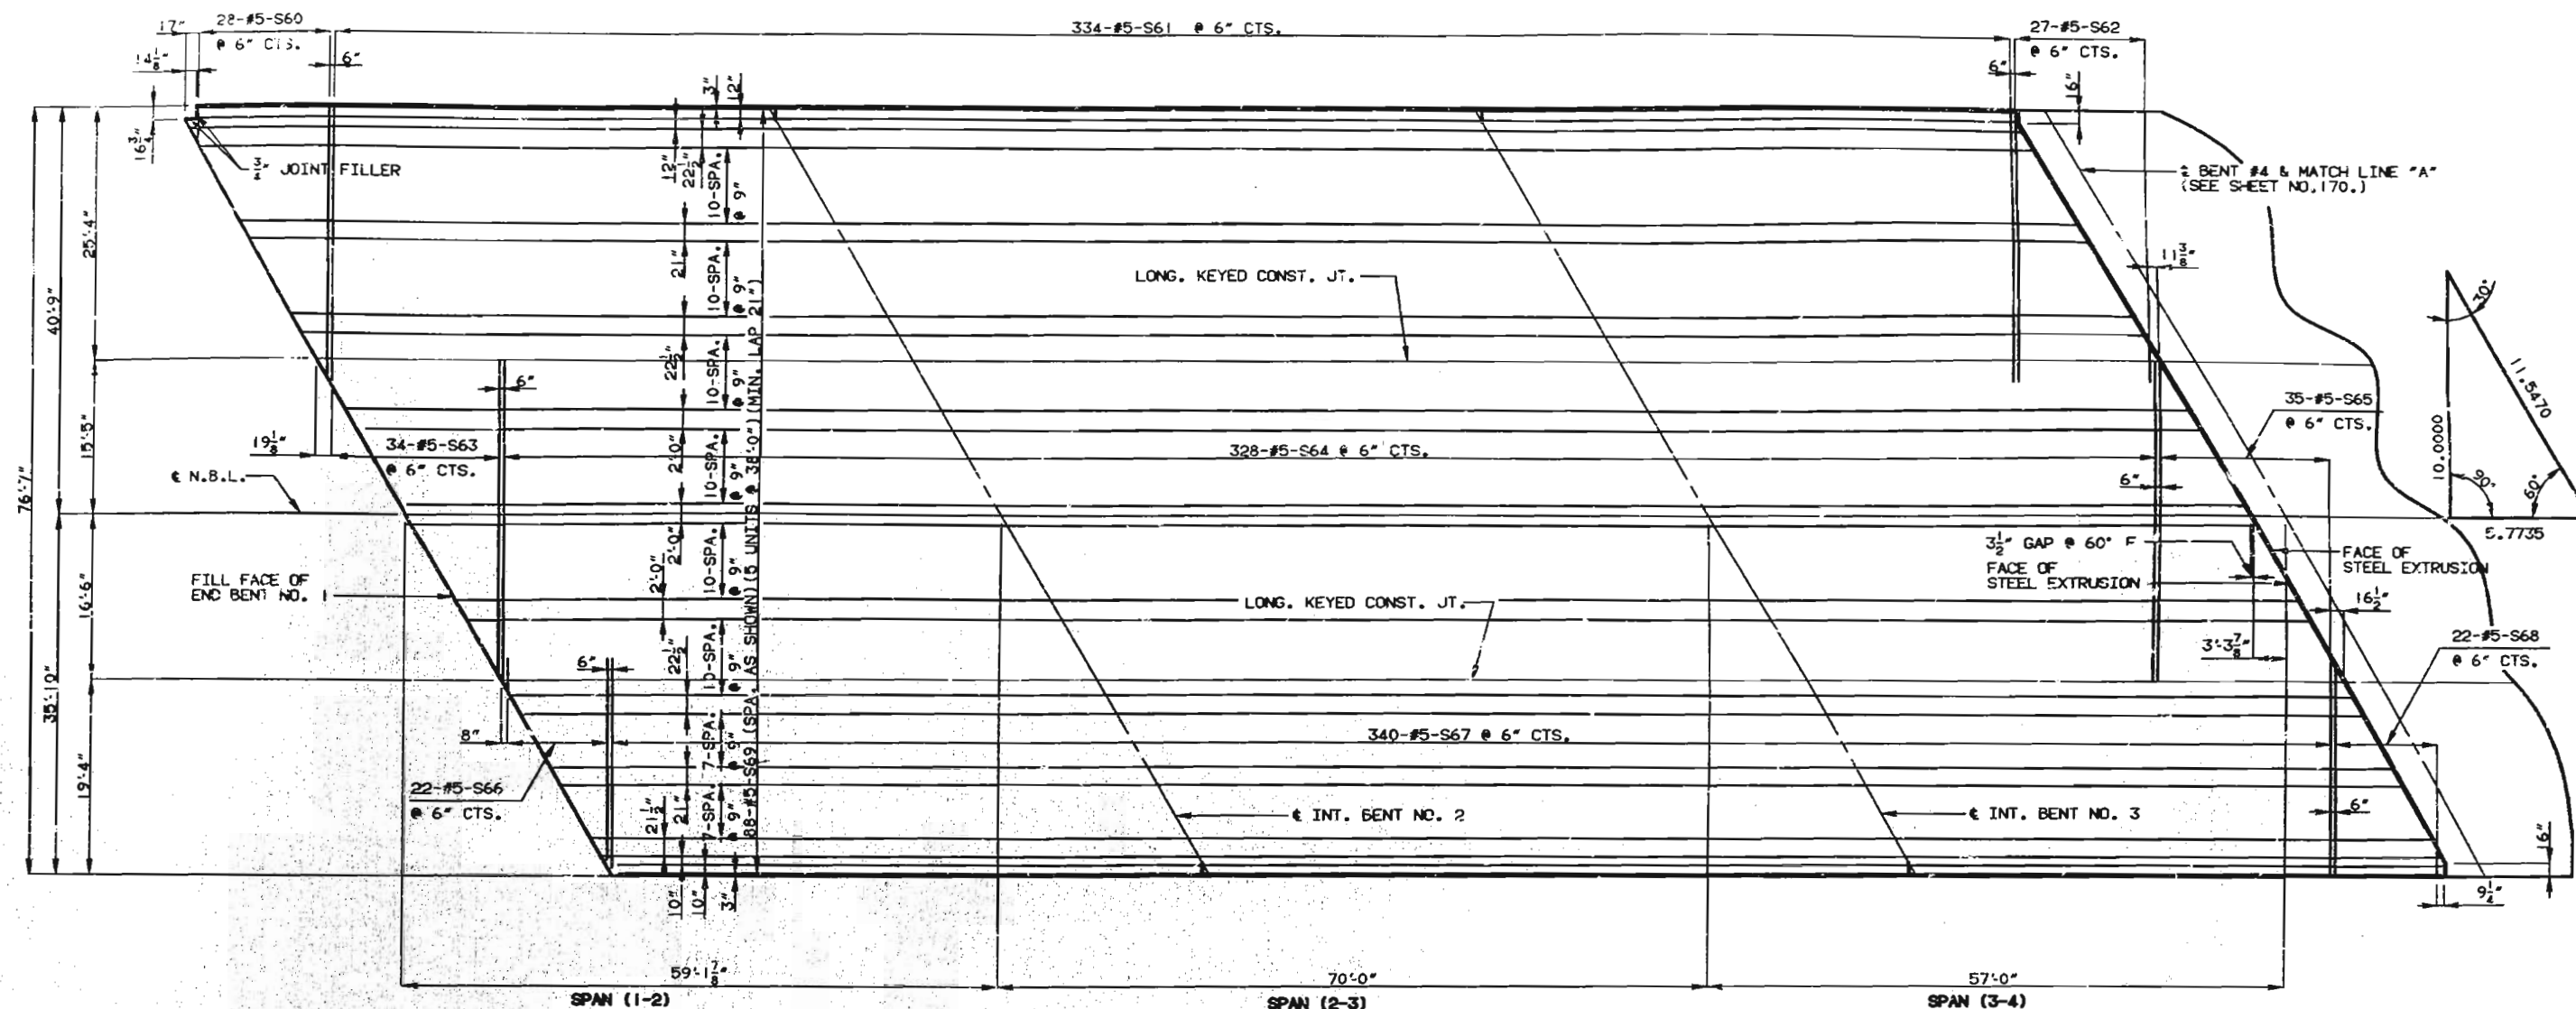 17"
28-#5-S60
@ 6" CTS.
334-#5-S61 @ 6" CTS.
27-#5-S62
@ 6" CTS.
14 1/8"
6"
3"
12"
6"
16"
16 3/4"
JOINT FILLER
12"
22 1/2"
10-SPA.
@ 9"
℄ BENT #4 & MATCH LINE "A"
(SEE SHEET NO.170.)
25'-4"
40'-9"
76'-7"
21"
10-SPA.
@ 9"
LONG. KEYED CONST. JT.
11 3/8"
30°
11.5470
10.0000
90°
60°
5.7735
22 1/2"
10-SPA.
@ 9"
6"
15'-5"
19 1/8"
34-#5-S63
@ 6" CTS.
2'-0"
10-SPA.
@ 9"
328-#5-S64 @ 6" CTS.
35-#5-S65
@ 6" CTS.
6"
℄ N.B.L.
88-#5-S69 (SPA. AS SHOWN)(5 UNITS @ 38'-0")(MIN. LAP 21")
2'-0"
10-SPA.
@ 9"
2'-0"
3 1/2" GAP @ 60° F
FACE OF
STEEL EXTRUSION
FACE OF
STEEL EXTRUSION
FILL FACE OF
END BENT NO. 1
16'-6"
35'-10"
LONG. KEYED CONST. JT.
16 1/2"
3'-3 7/8"
22-#5-S68
@ 6" CTS.
6"
22 1/2"
10-SPA.
@ 9"
8"
340-#5-S67 @ 6" CTS.
7-SPA.
@ 9"
19'-4"
22-#5-S66
@ 6" CTS.
21 1/2"
21"
7-SPA.
@ 9"
℄ INT. BENT NO. 2
℄ INT. BENT NO. 3
6"
16"
10"
10"
3"
9 1/4"
59'-1 7/8"
70'-0"
57'-0"
SPAN (1-2)
SPAN (2-3)
SPAN (3-4)